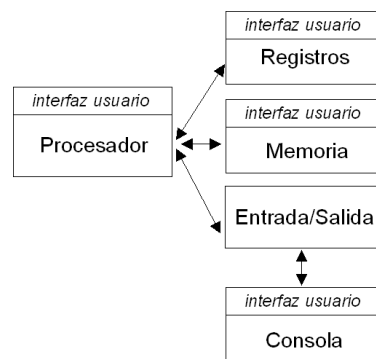 interfaz usuario
Registros
interfaz usuario
Procesador
interfaz usuario
Memoria
Entrada/Salida
interfaz usuario
Consola